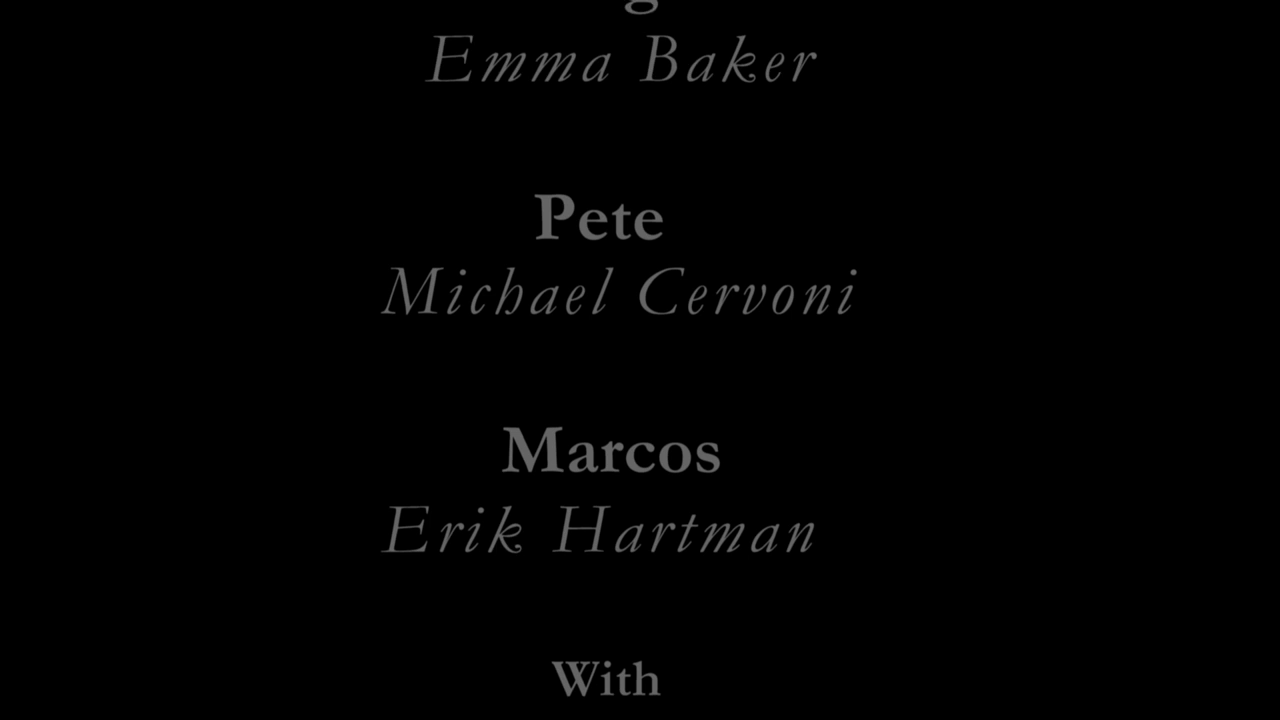 Emma Baker
Pete
Michael Cervoni
Marcos
Erik Hartman
With